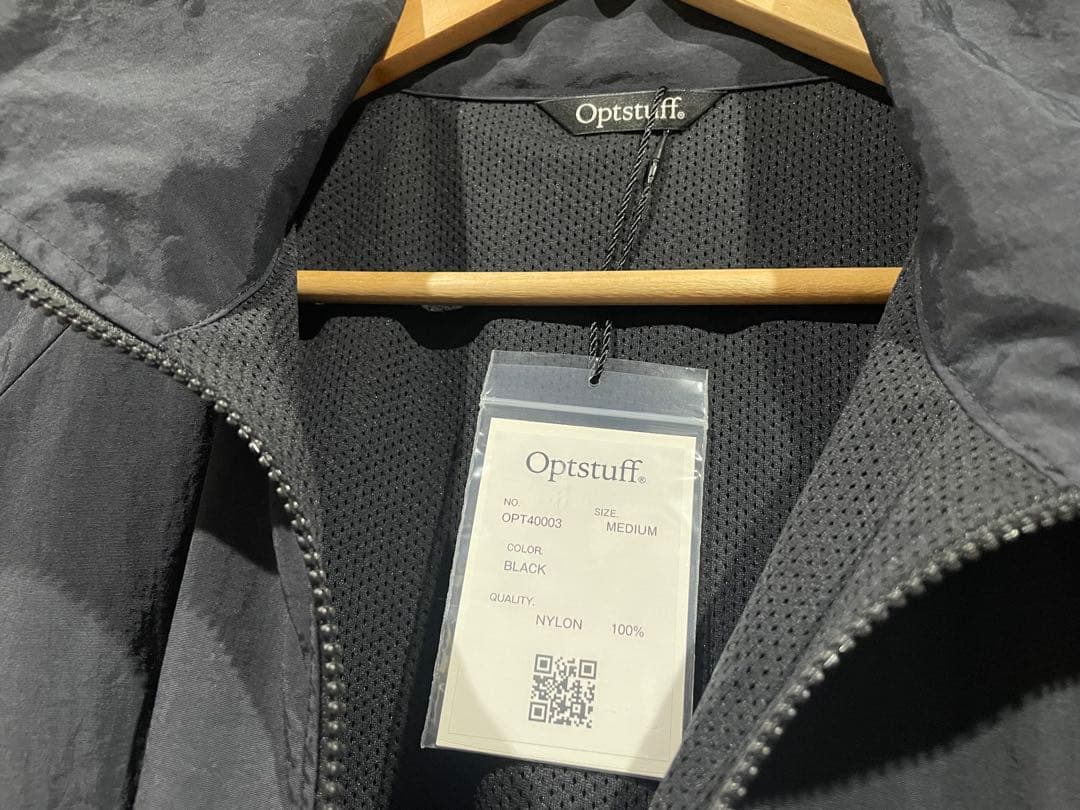 Optstuff®
Optstuff®
NO.
OPT40003
SIZE.
MEDIUM
COLOR.
BLACK
QUALITY.
NYLON 100%